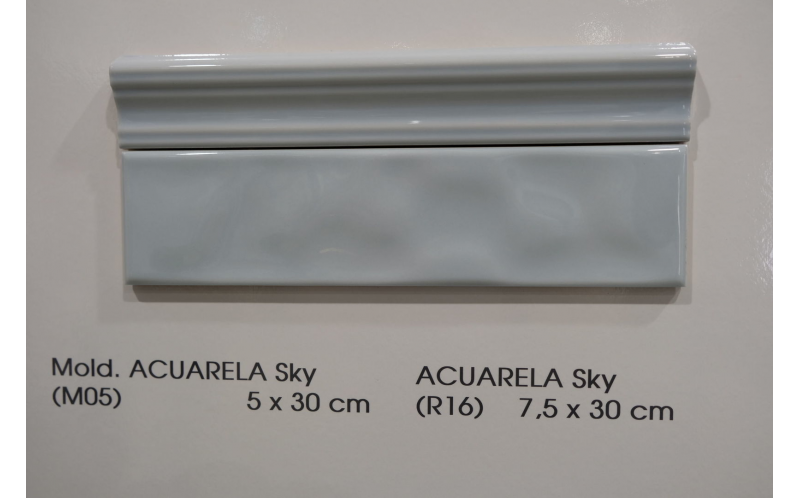 Mold. ACUARELA Sky
(M05) 5 x 30 cm
ACUARELA Sky
(R16) 7,5 x 30 cm